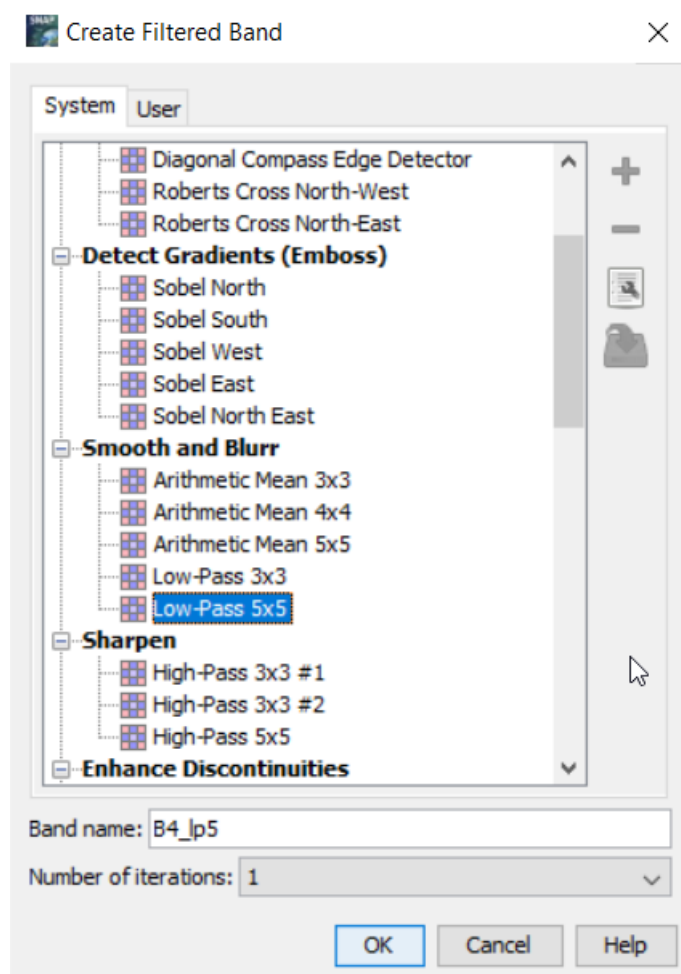 SNAP
Create Filtered Band
System User
Diagonal Compass Edge Detector
Roberts Cross North-West
Roberts Cross North-East
Detect Gradients (Emboss)
Sobel North
Sobel South
Sobel West
Sobel East
Sobel North East
Smooth and Blurr
Arithmetic Mean 3x3
Arithmetic Mean 4x4
Arithmetic Mean 5x5
Low-Pass 3x3
Low-Pass 5x5
Sharpen
High-Pass 3x3 #1
High-Pass 3x3 #2
High-Pass 5x5
Enhance Discontinuities
Band name: B4_lp5
Number of iterations: 1
OK Cancel Help